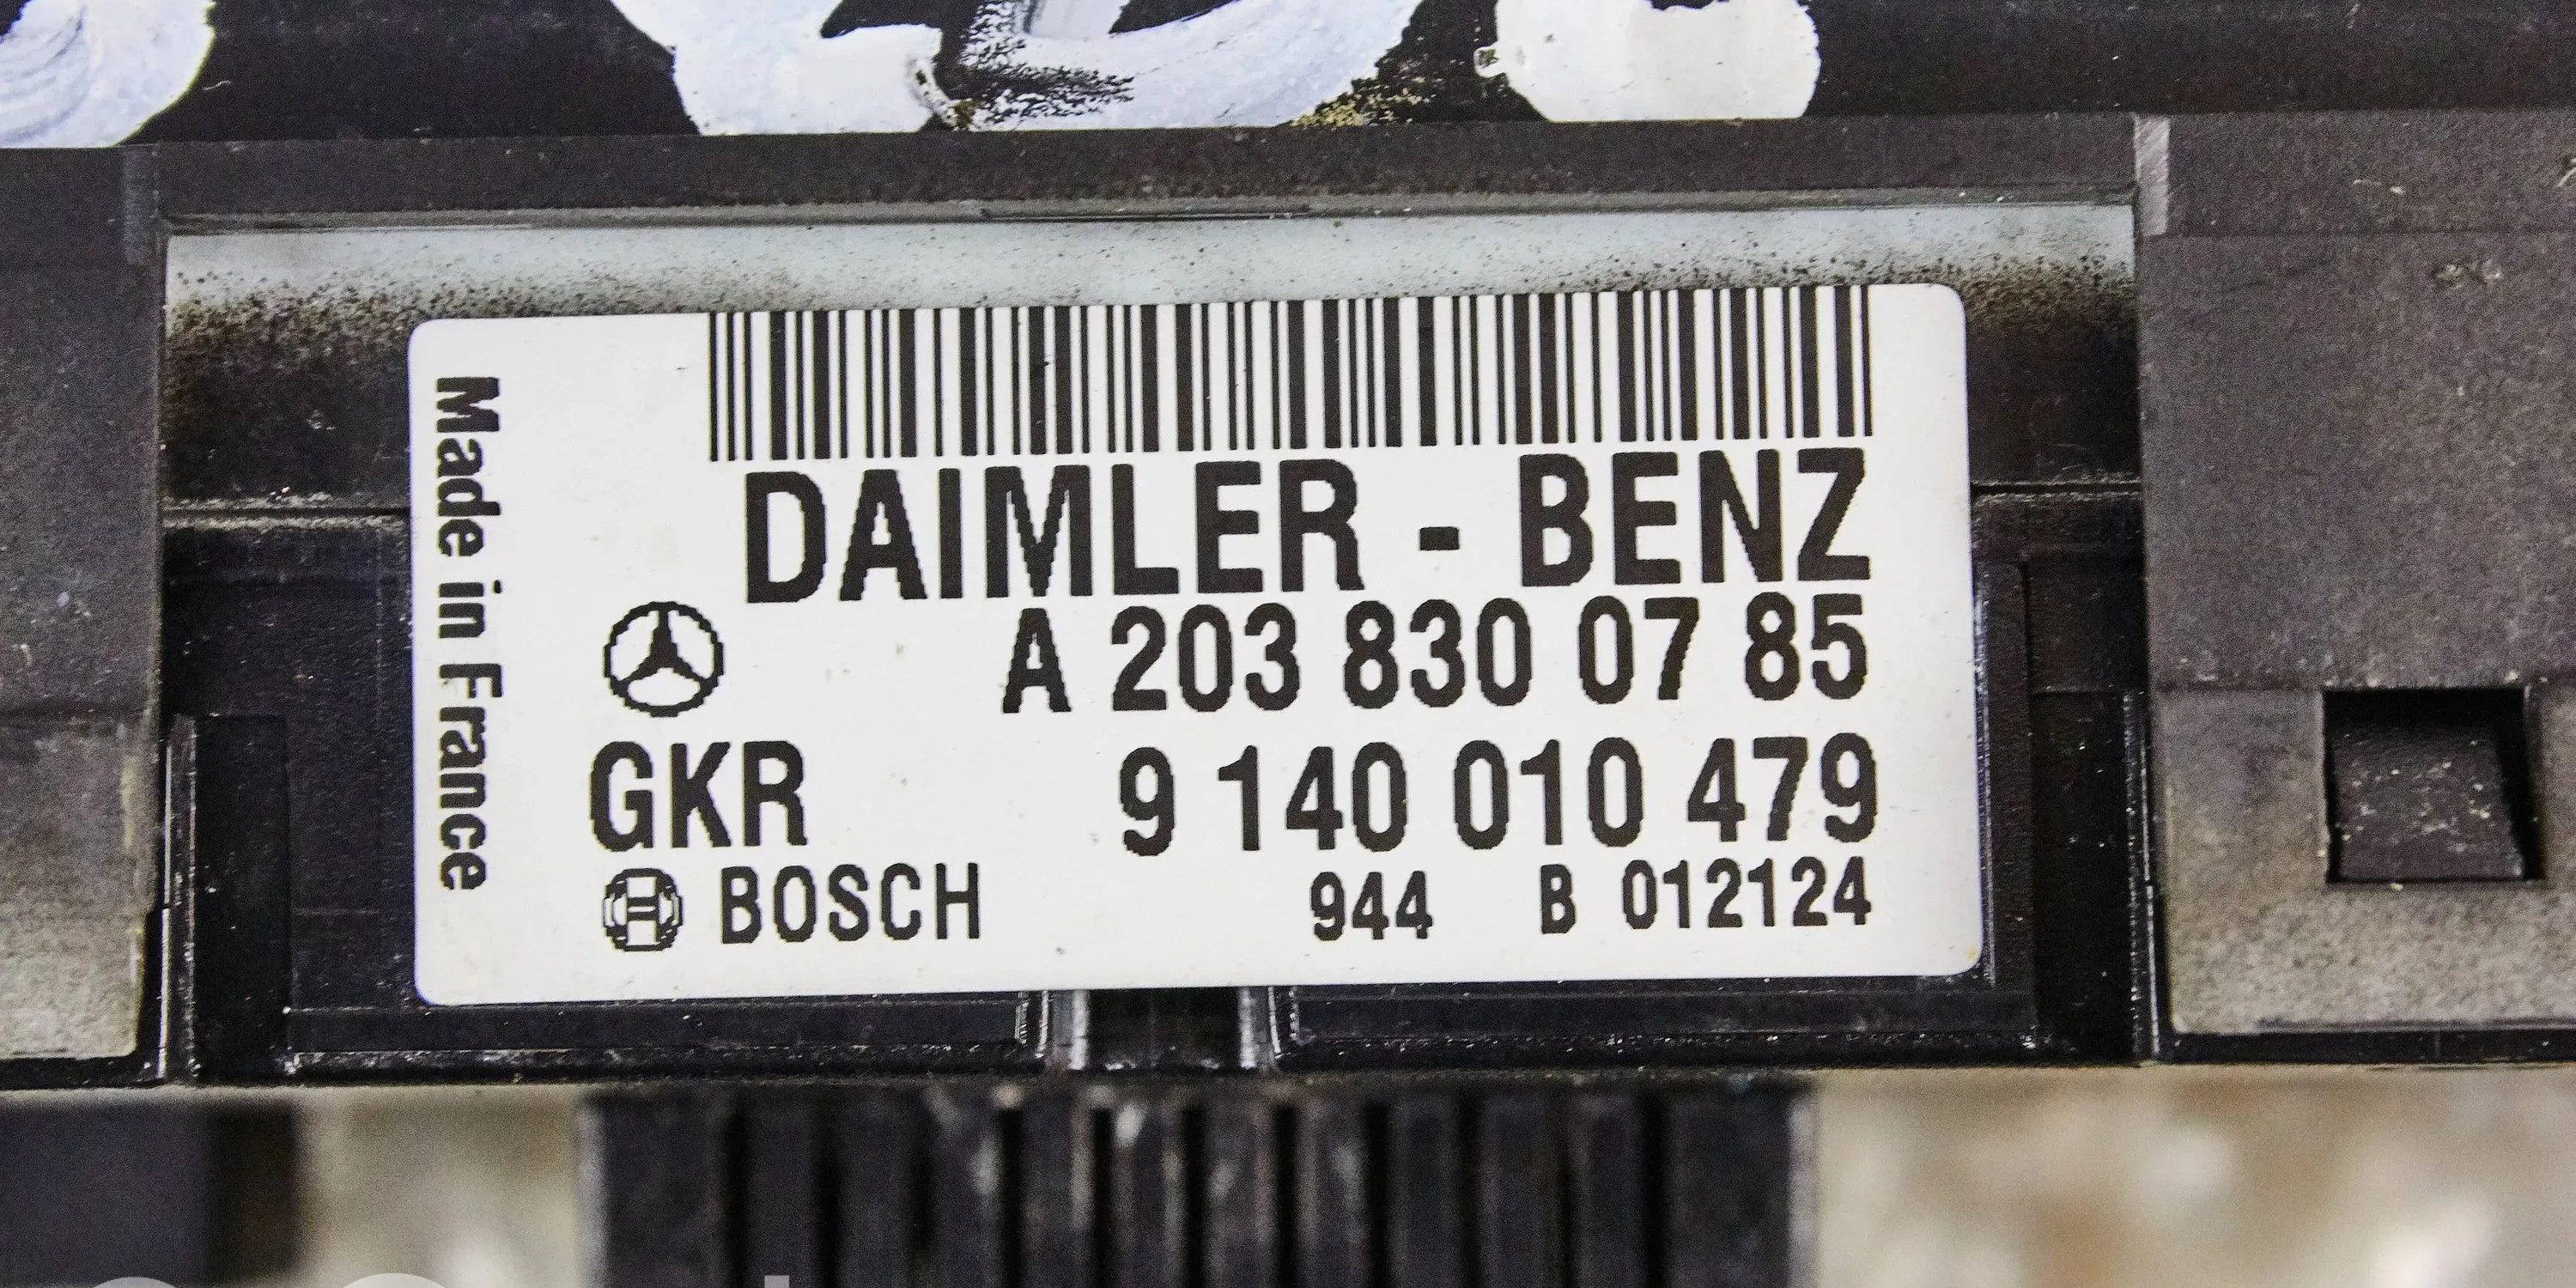 Made in France
DAIMLER - BENZ
A 203 830 07 85
GKR 9 140 010 479
BOSCH 944 B 012124